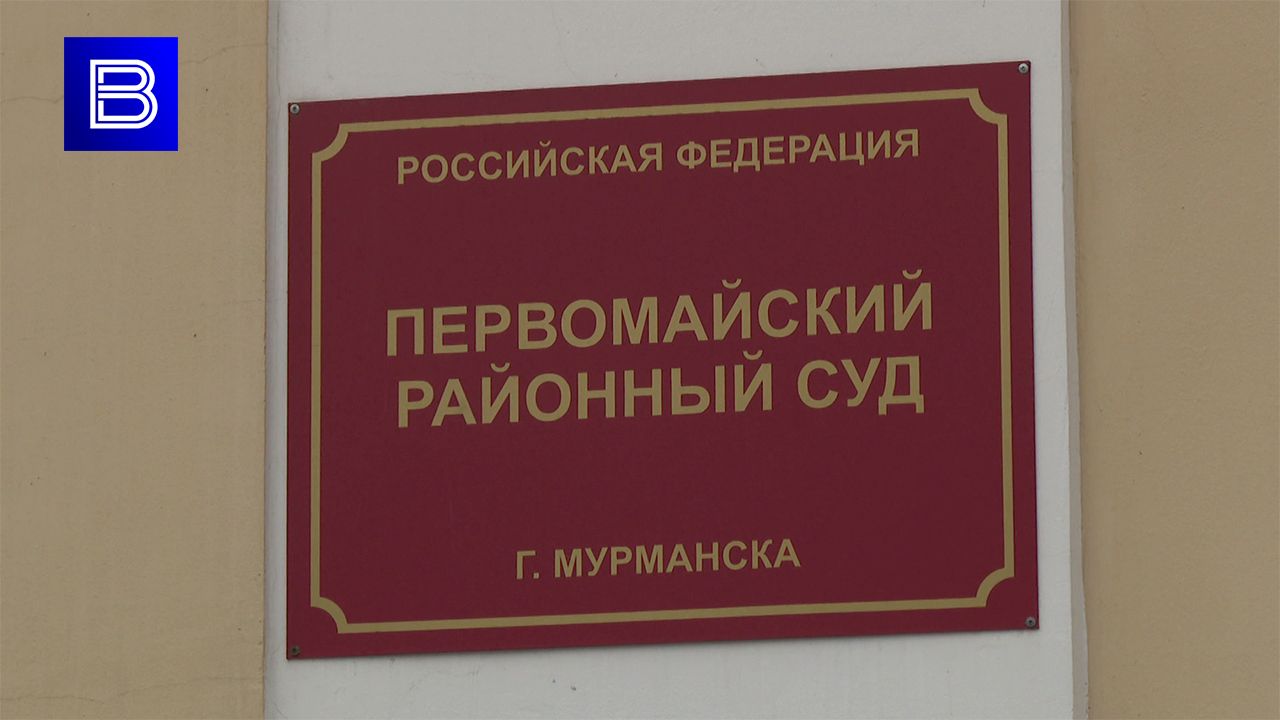 В
РОССИЙСКАЯ ФЕДЕРАЦИЯ
ПЕРВОМАЙСКИЙ
РАЙОННЫЙ СУД
Г. МУРМАНСКА